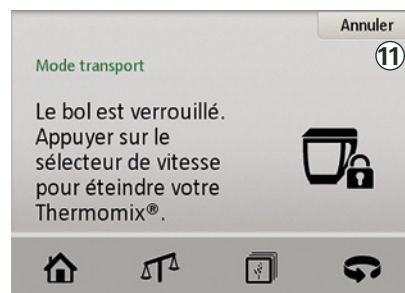 Annuler
11
Mode transport
Le bol est verrouillé.
Appuyer sur le
sélecteur de vitesse
pour éteindre votre
Thermomix®.